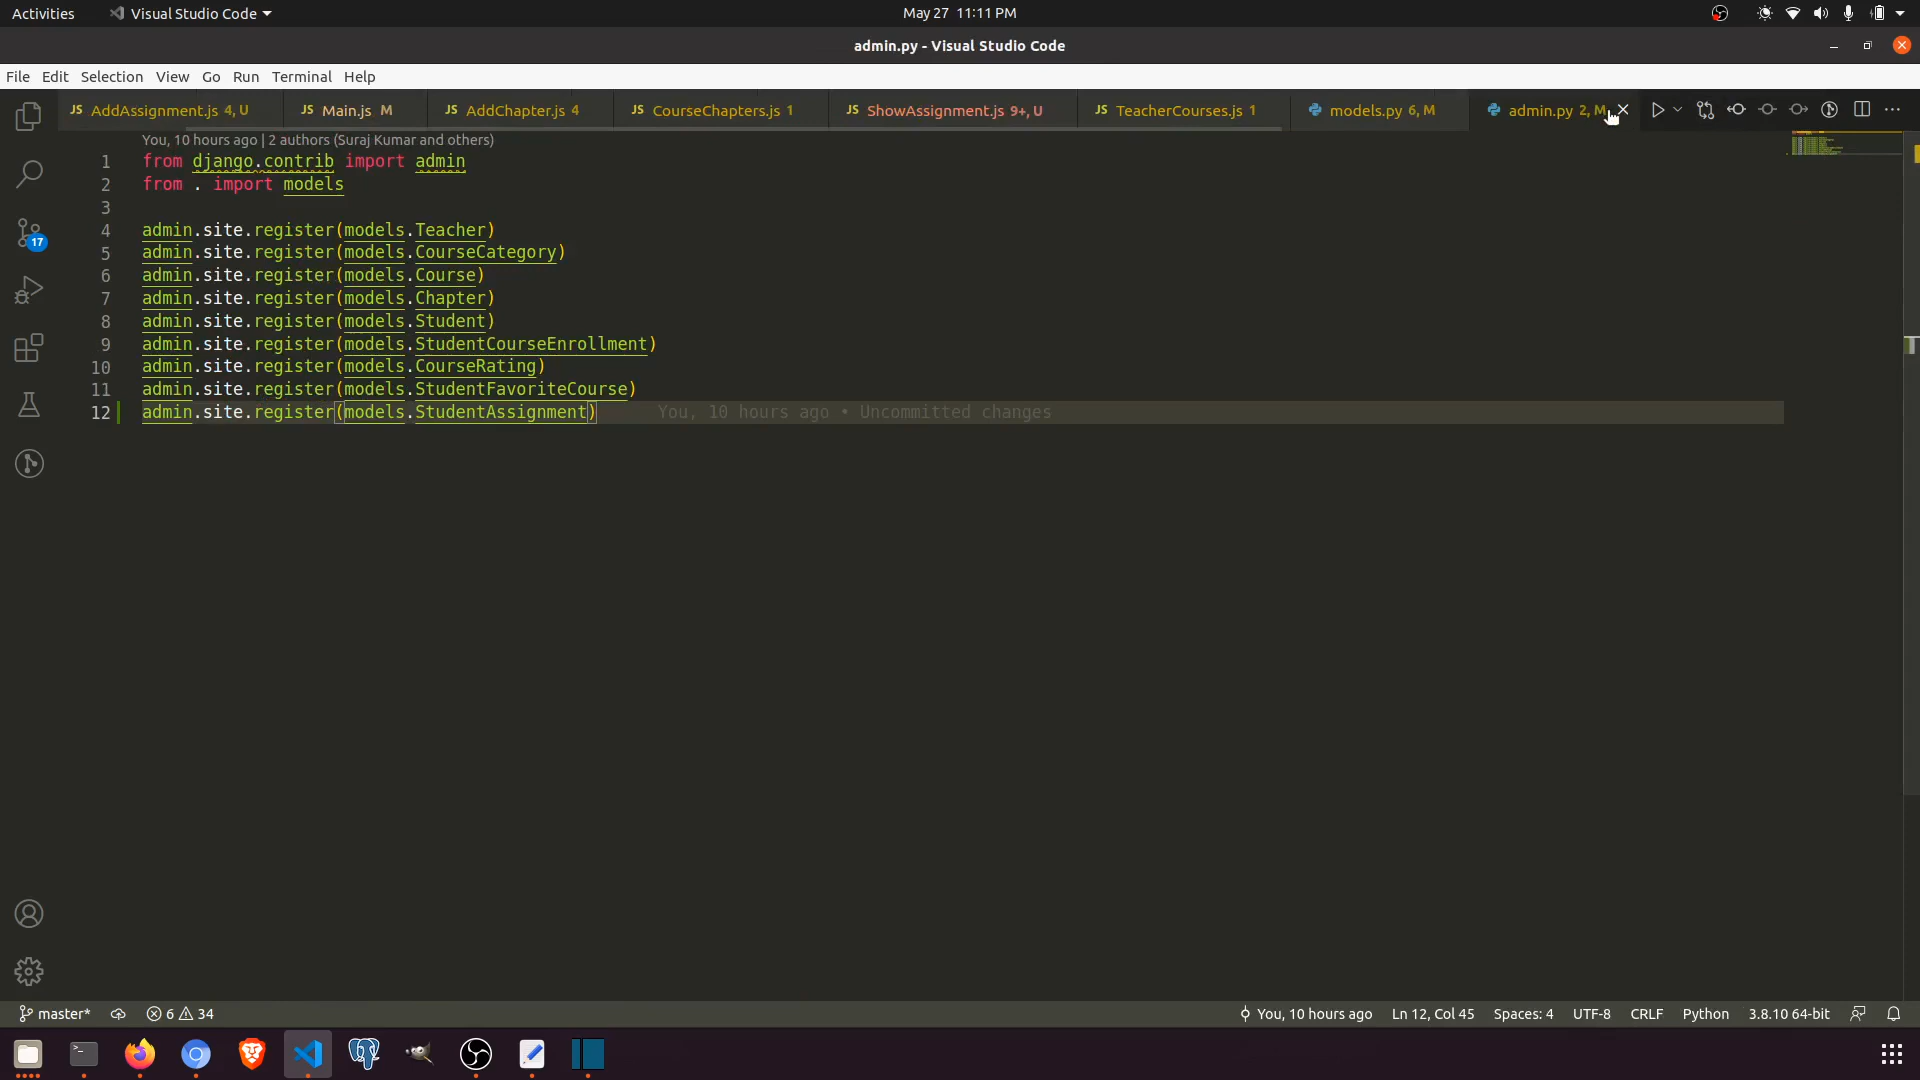 Activities Visual Studio Code May 27 11:11 PM
admin.py - Visual Studio Code
File Edit Selection View Go Run Terminal Help
JS AddAssignment.js 4, U JS Main.js M JS AddChapter.js 4 JS CourseChapters.js 1 JS ShowAssignment.js 9+, U JS TeacherCourses.js 1 models.py 6, M admin.py 2, M
You, 10 hours ago | 2 authors (Suraj Kumar and others)
1 from django.contrib import admin
2 from . import models
3
4 admin.site.register(models.Teacher)
5 admin.site.register(models.CourseCategory)
6 admin.site.register(models.Course)
7 admin.site.register(models.Chapter)
8 admin.site.register(models.Student)
9 admin.site.register(models.StudentCourseEnrollment)
10 admin.site.register(models.CourseRating)
11 admin.site.register(models.StudentFavoriteCourse)
12 admin.site.register(models.StudentAssignment) You, 10 hours ago • Uncommitted changes
17
master* 6 34 You, 10 hours ago Ln 12, Col 45 Spaces: 4 UTF-8 CRLF Python 3.8.10 64-bit